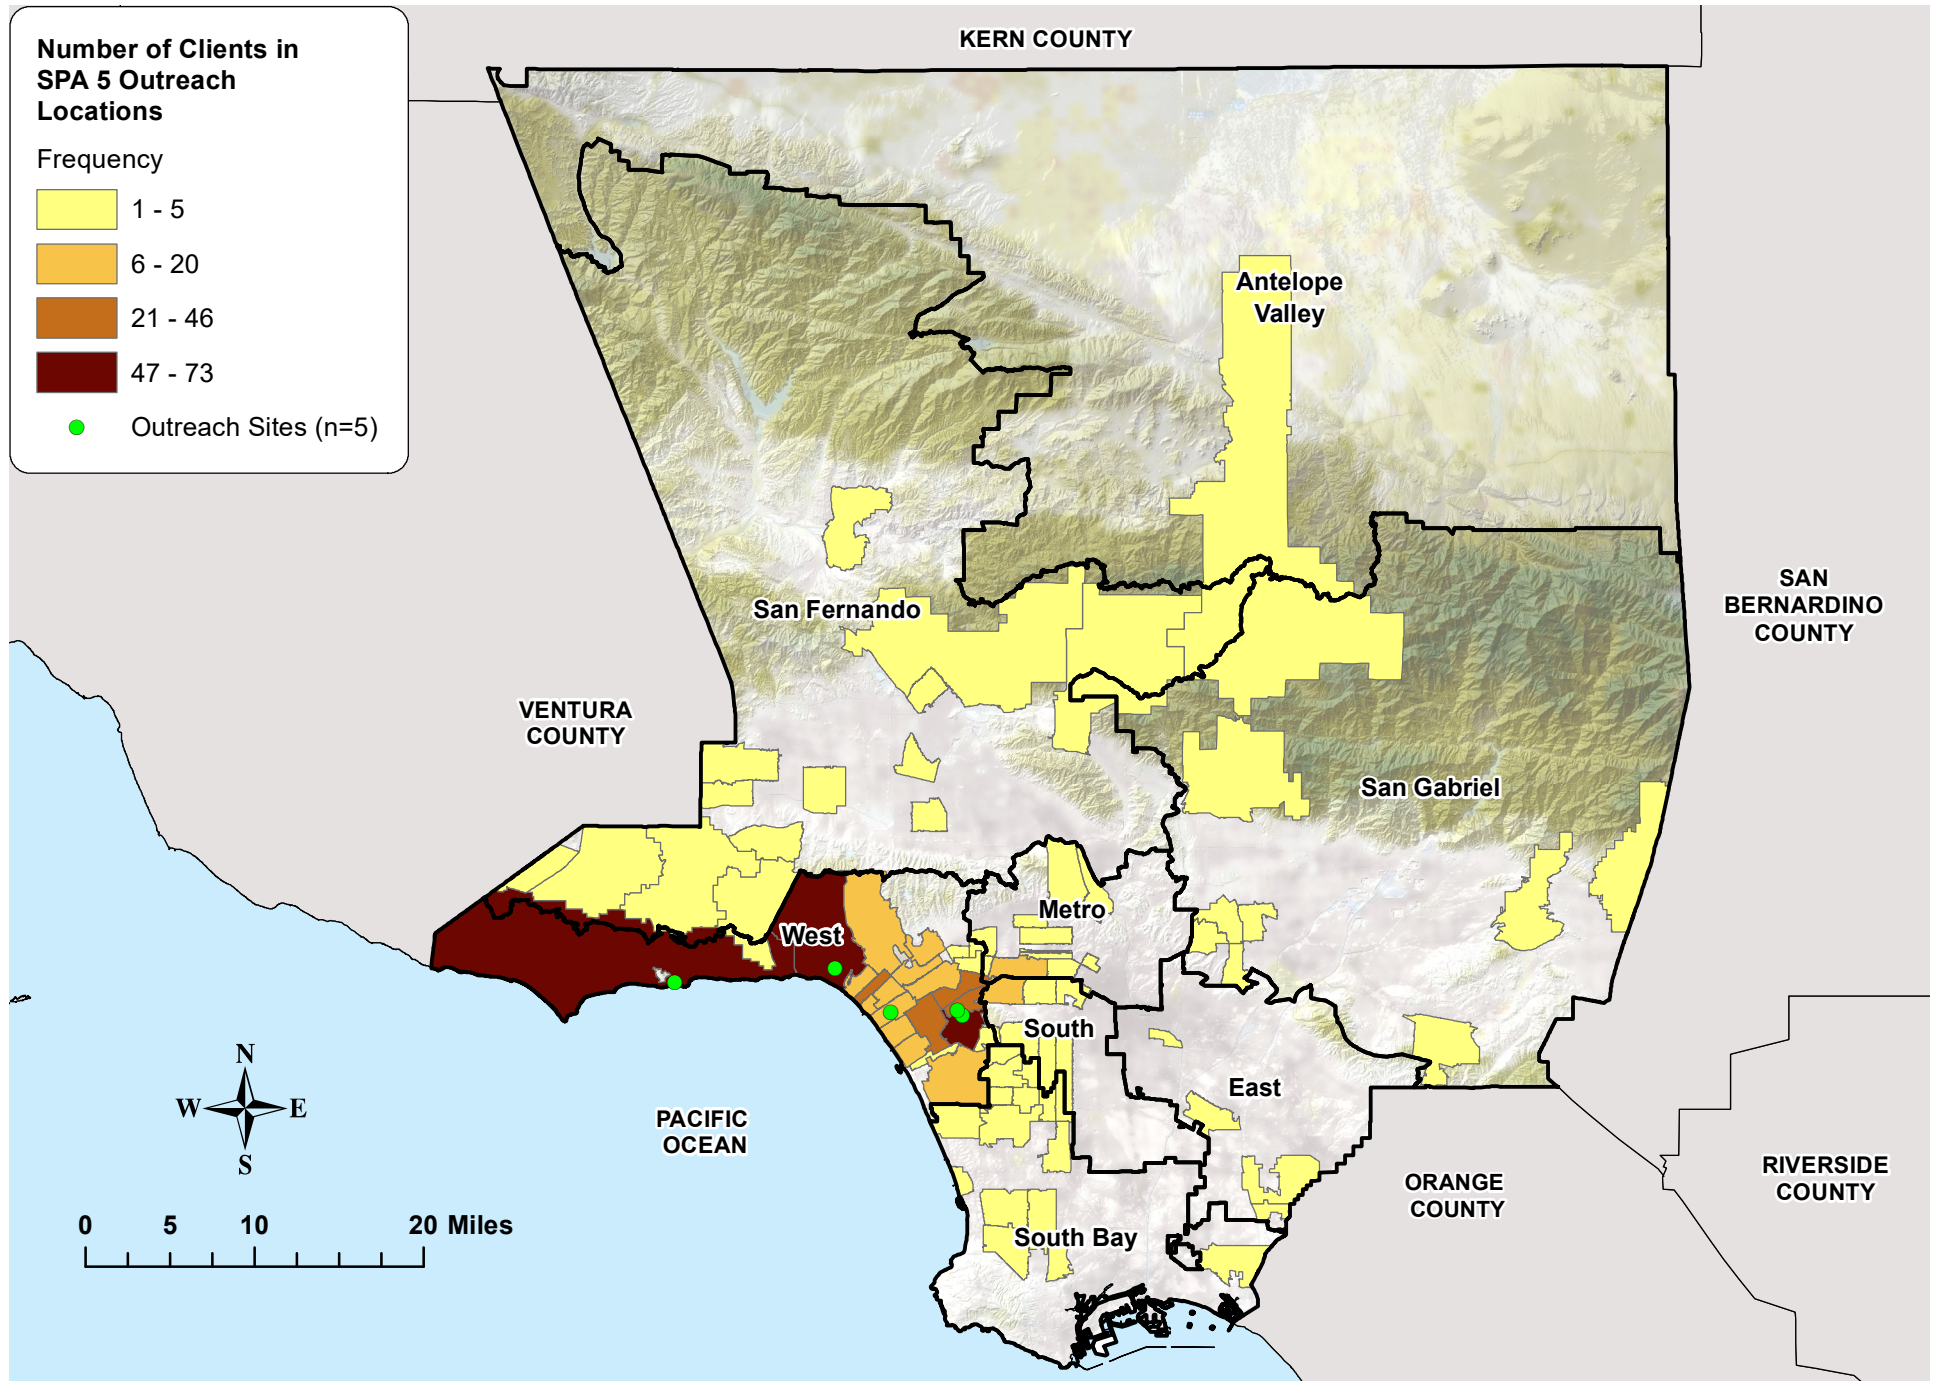 Number of Clients in
SPA 5 Outreach
Locations
Frequency
1 - 5
6 - 20
21 - 46
47 - 73
Outreach Sites (n=5)
KERN COUNTY
Antelope
Valley
San Fernando
SAN
BERNARDINO
COUNTY
VENTURA
COUNTY
San Gabriel
Metro
West
South
East
PACIFIC
OCEAN
N
W
E
S
RIVERSIDE
COUNTY
ORANGE
COUNTY
South Bay
0 5 10 20 Miles